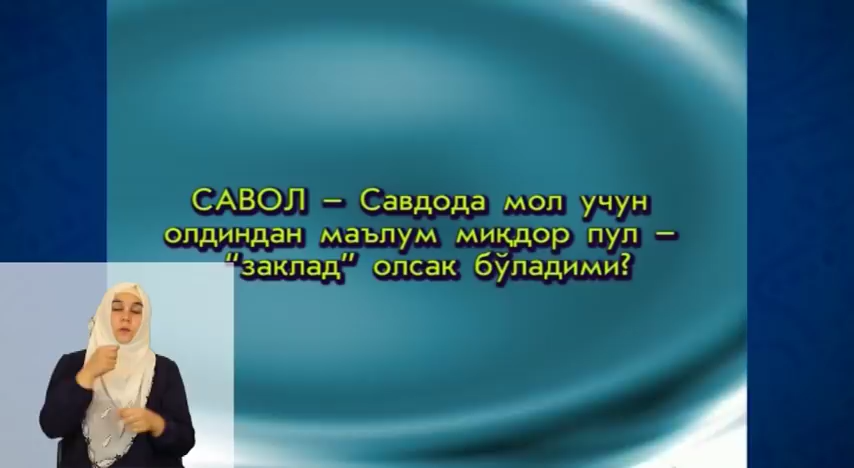 САВОЛ – Савдода мол учун
олдиндан маълум миқдор пул –
“заклад” олсак бўладими?